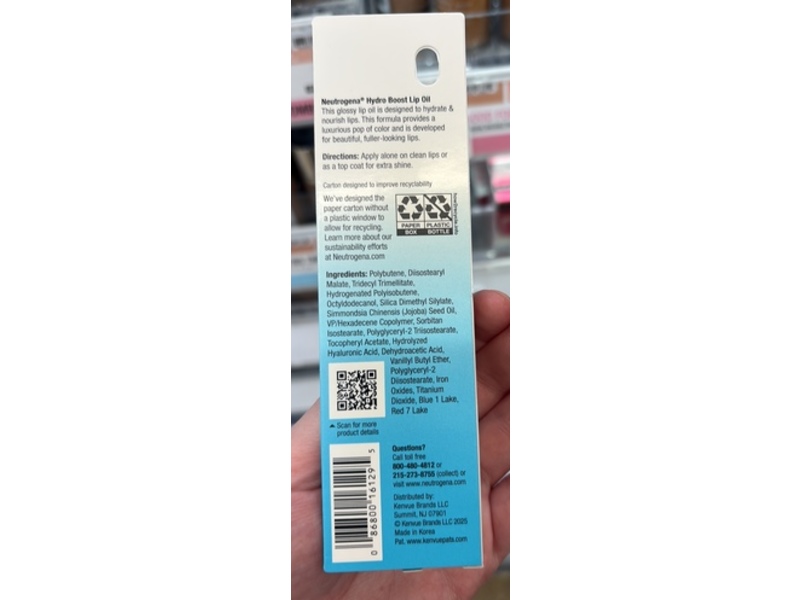 Neutrogena® Hydro Boost Lip Oil
This glossy lip oil is designed to hydrate &
nourish lips. This formula provides a
luxurious pop of color and is developed
for beautiful, fuller-looking lips.
Directions: Apply alone on clean lips or
as a top coat for extra shine.
Carton designed to improve recyclability
We've designed the
paper carton without
a plastic window to
allow for recycling.
Learn more about our
sustainability efforts
at Neutrogena.com
PAPER
BOX
PLASTIC
BOTTLE
how2recycle.info
Ingredients: Polybutene, Diisostearyl
Malate, Tridecyl Trimellitate,
Hydrogenated Polyisobutene,
Octyldodecanol, Silica Dimethyl Silylate,
Simmondsia Chinensis (Jojoba) Seed Oil,
VP/Hexadecene Copolymer, Sorbitan
Isostearate, Polyglyceryl-2 Triisostearate,
Tocopheryl Acetate, Hydrolyzed
Hyaluronic Acid, Dehydroacetic Acid,
Vanillyl Butyl Ether,
Polyglyceryl-2
Diisostearate, Iron
Oxides, Titanium
Dioxide, Blue 1 Lake,
Red 7 Lake
Scan for more
product details
Questions?
Call toll free
800-480-4812 or
215-273-8755 (collect) or
visit www.neutrogena.com
Distributed by:
Kenvue Brands LLC
Summit, NJ 07901
© Kenvue Brands LLC 2025
Made in Korea
Pat. www.kenvuepats.com
0 86800 16129 5